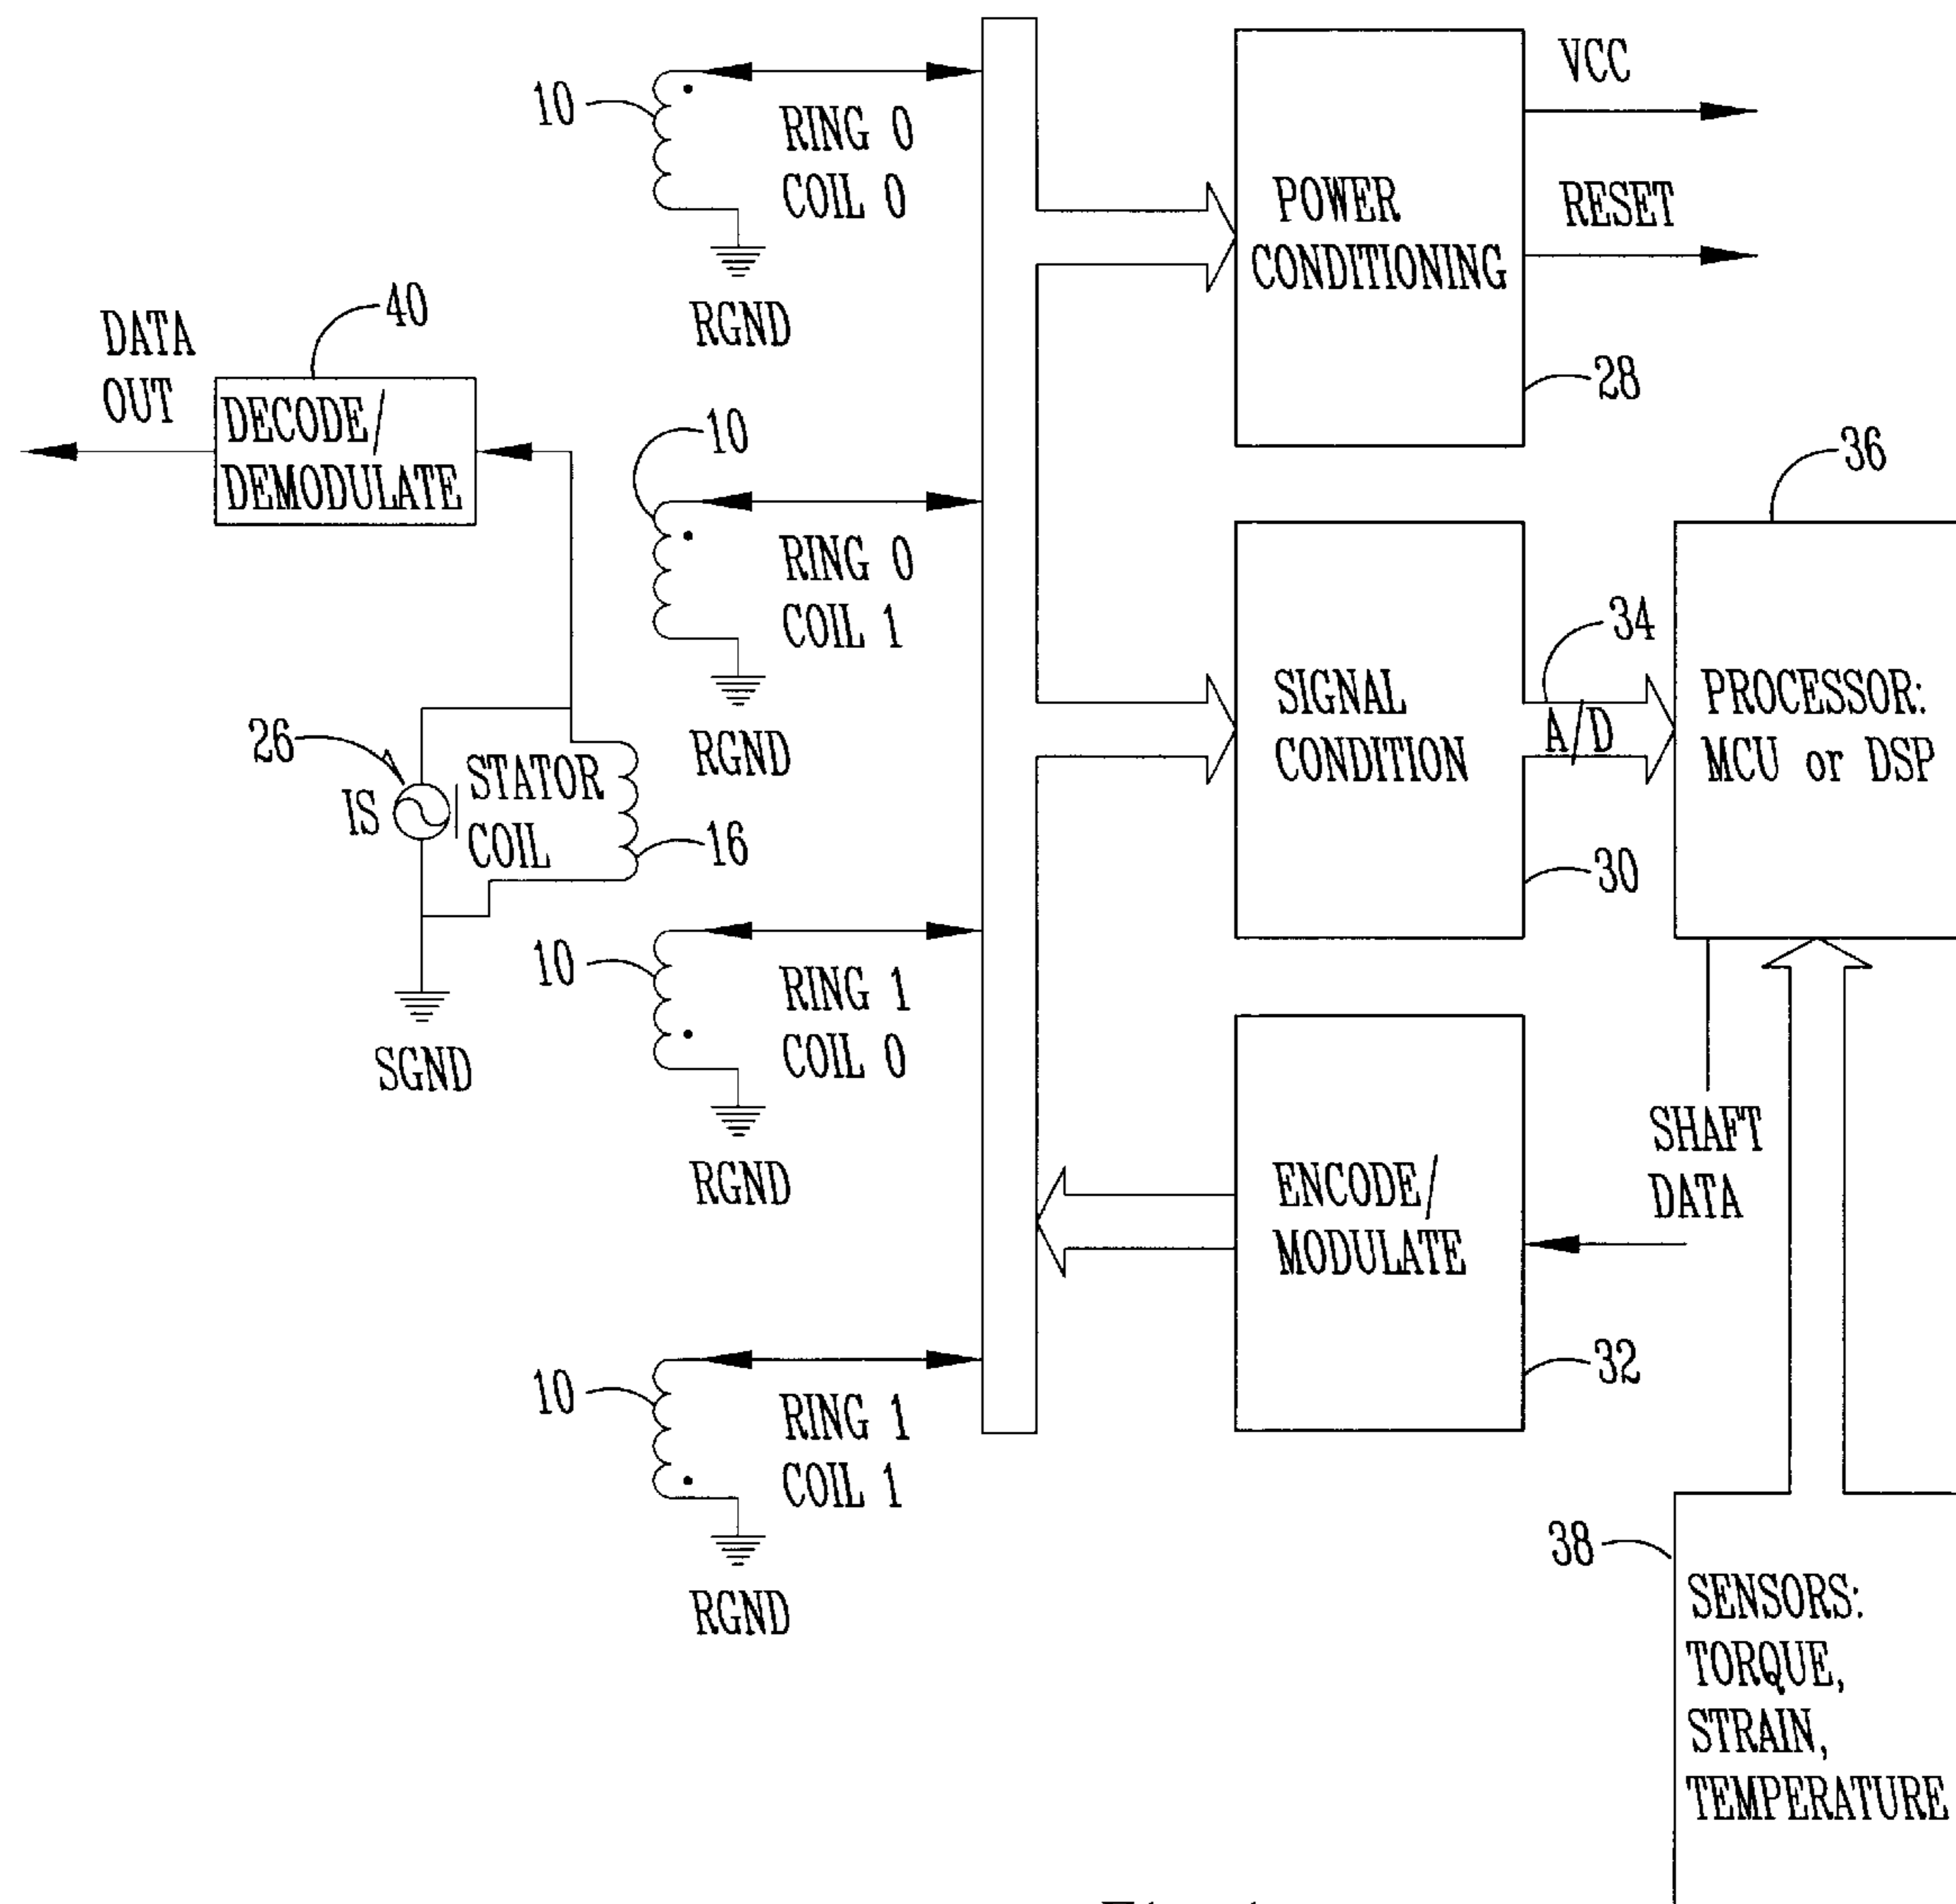 VCC
10
RING 0
COIL 0
POWER
CONDITIONING
RESET
RGND
40
DATA
OUT
DECODE/
DEMODULATE
28
10
36
RING 0
COIL 1
34
SIGNAL
CONDITION
A/D
PROCESSOR:
MCU or DSP
RGND
26
IS
STATOR
COIL
16
30
10
RING 1
COIL 0
SGND
SHAFT
DATA
RGND
ENCODE/
MODULATE
32
10
RING 1
COIL 1
38
RGND
SENSORS:
TORQUE,
STRAIN,
TEMPERATURE